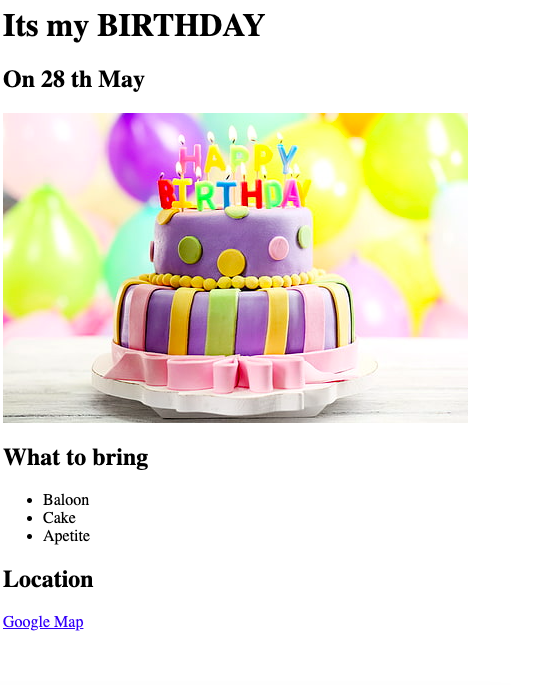 Its my BIRTHDAY
On 28 th May
HAPPY
BIRTHDAY
What to bring
Baloon
Cake
Apetite
Location
Google Map